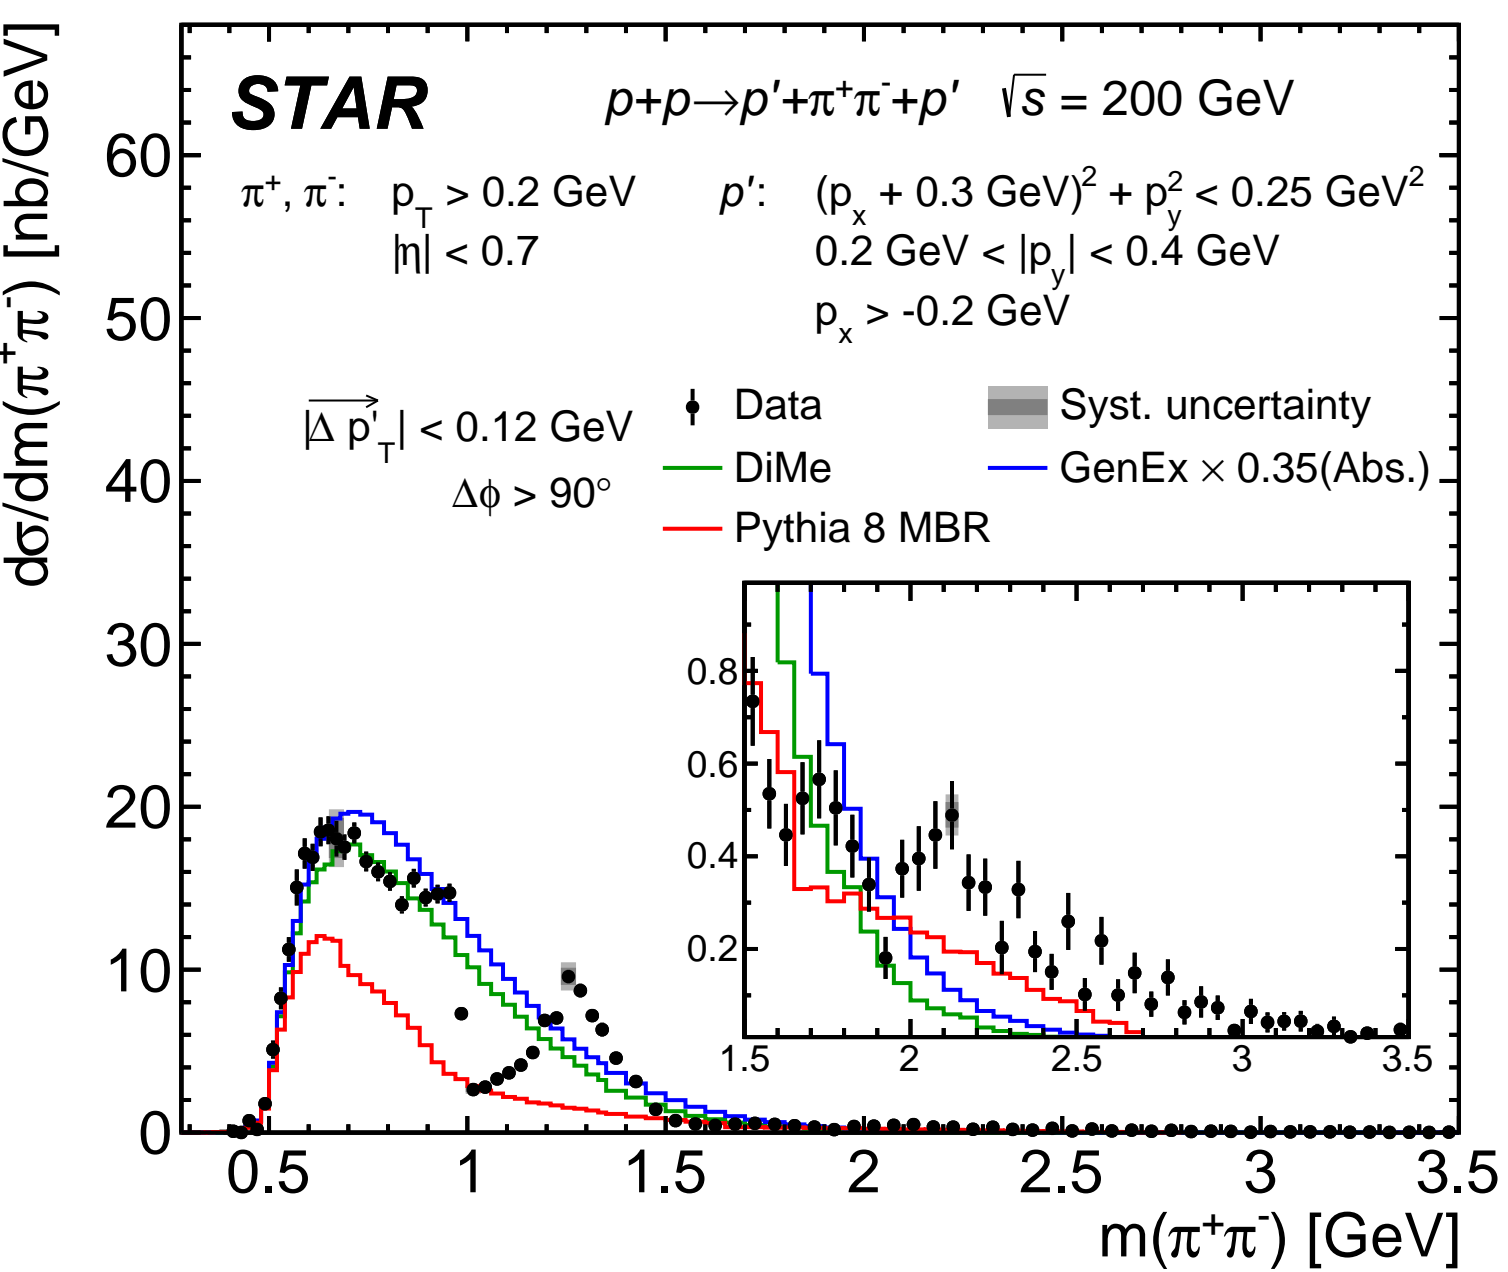 dσ/dm(π⁺π⁻) [nb/GeV]
STAR
p+p→p′+π⁺π⁻+p′ √s = 200 GeV
π⁺, π⁻: p_T > 0.2 GeV p′: (p_x + 0.3 GeV)² + p_y² < 0.25 GeV²
|η| < 0.7 0.2 GeV < |p_y| < 0.4 GeV
p_x > -0.2 GeV
|Δ p'_T| < 0.12 GeV
Δϕ > 90°
Data
Syst. uncertainty
DiMe
GenEx × 0.35(Abs.)
Pythia 8 MBR
60
50
40
30
20
10
0
0.8
0.6
0.4
0.2
1.5 2 2.5 3 3.5
0.5 1 1.5 2 2.5 3 3.5
m(π⁺π⁻) [GeV]